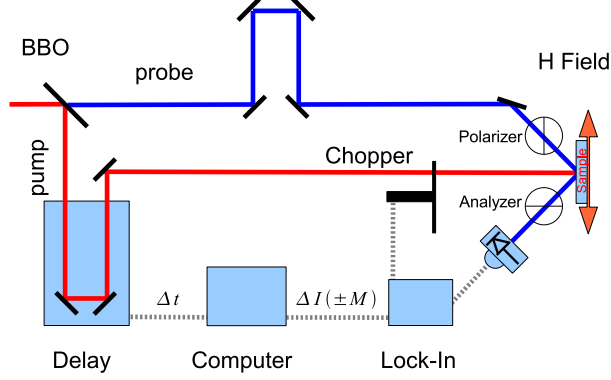 BBO
probe
H Field
Polarizer
pump
Chopper
Sample
Analyzer
Δt
ΔI(±M)
Delay
Computer
Lock-In